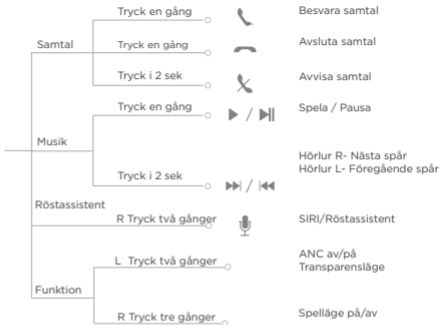 Tryck en gång
Besvara samtal
Samtal
Tryck en gång
Avsluta samtal
Tryck i 2 sek
Avvisa samtal
Tryck en gång
Spela / Pausa
Musik
Tryck i 2 sek
Hörlur R- Nästa spår
Hörlur L- Föregående spår
Röstassistent
R Tryck två gånger
SIRI/Röstassistent
L Tryck två gånger
ANC av/på
Transparensläge
Funktion
R Tryck tre gånger
Spelläge på/av